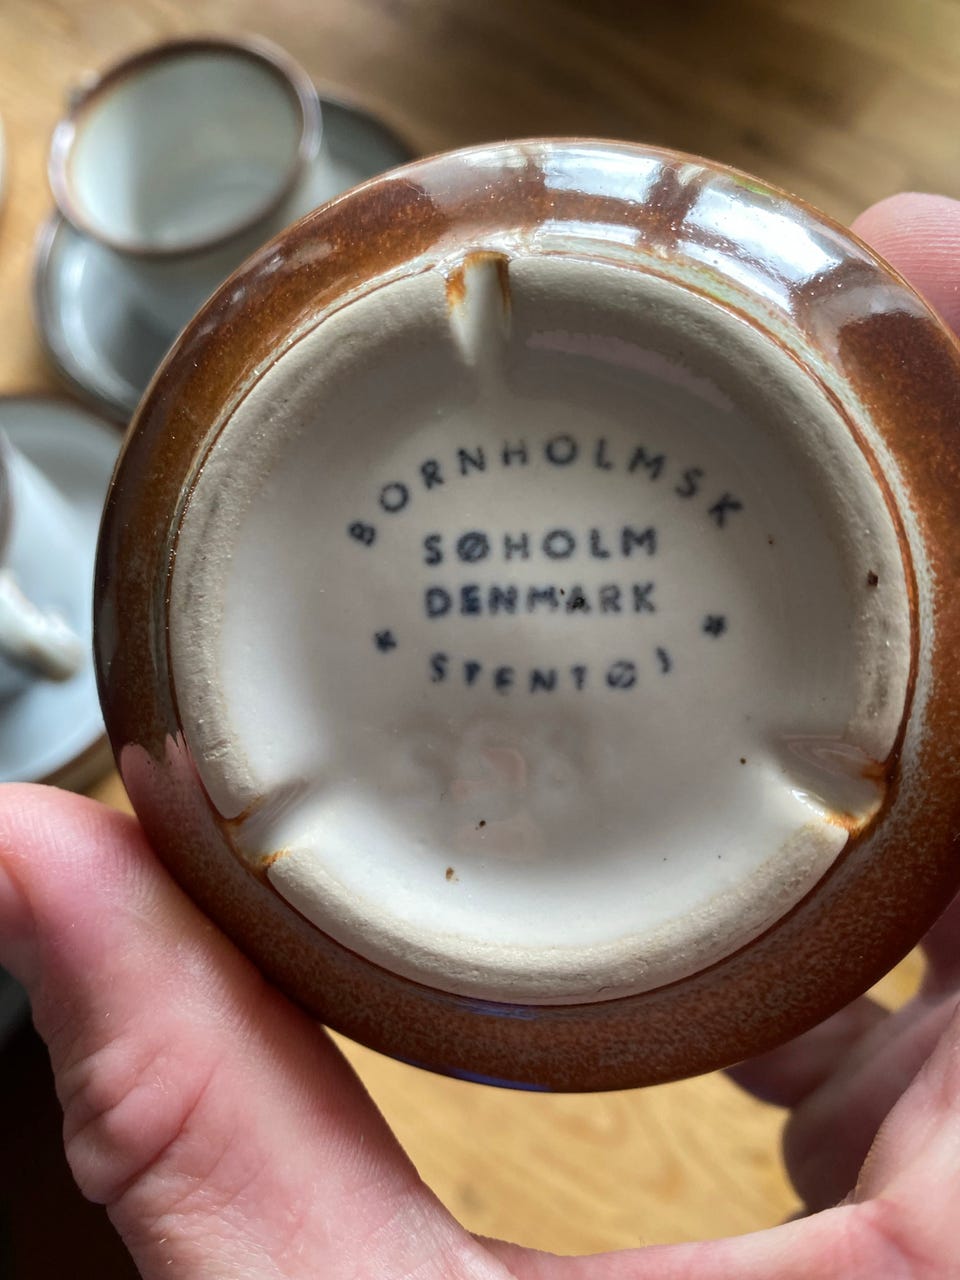 BORNHOLMSK
SØHOLM
DENMARK
* STENTØJ *